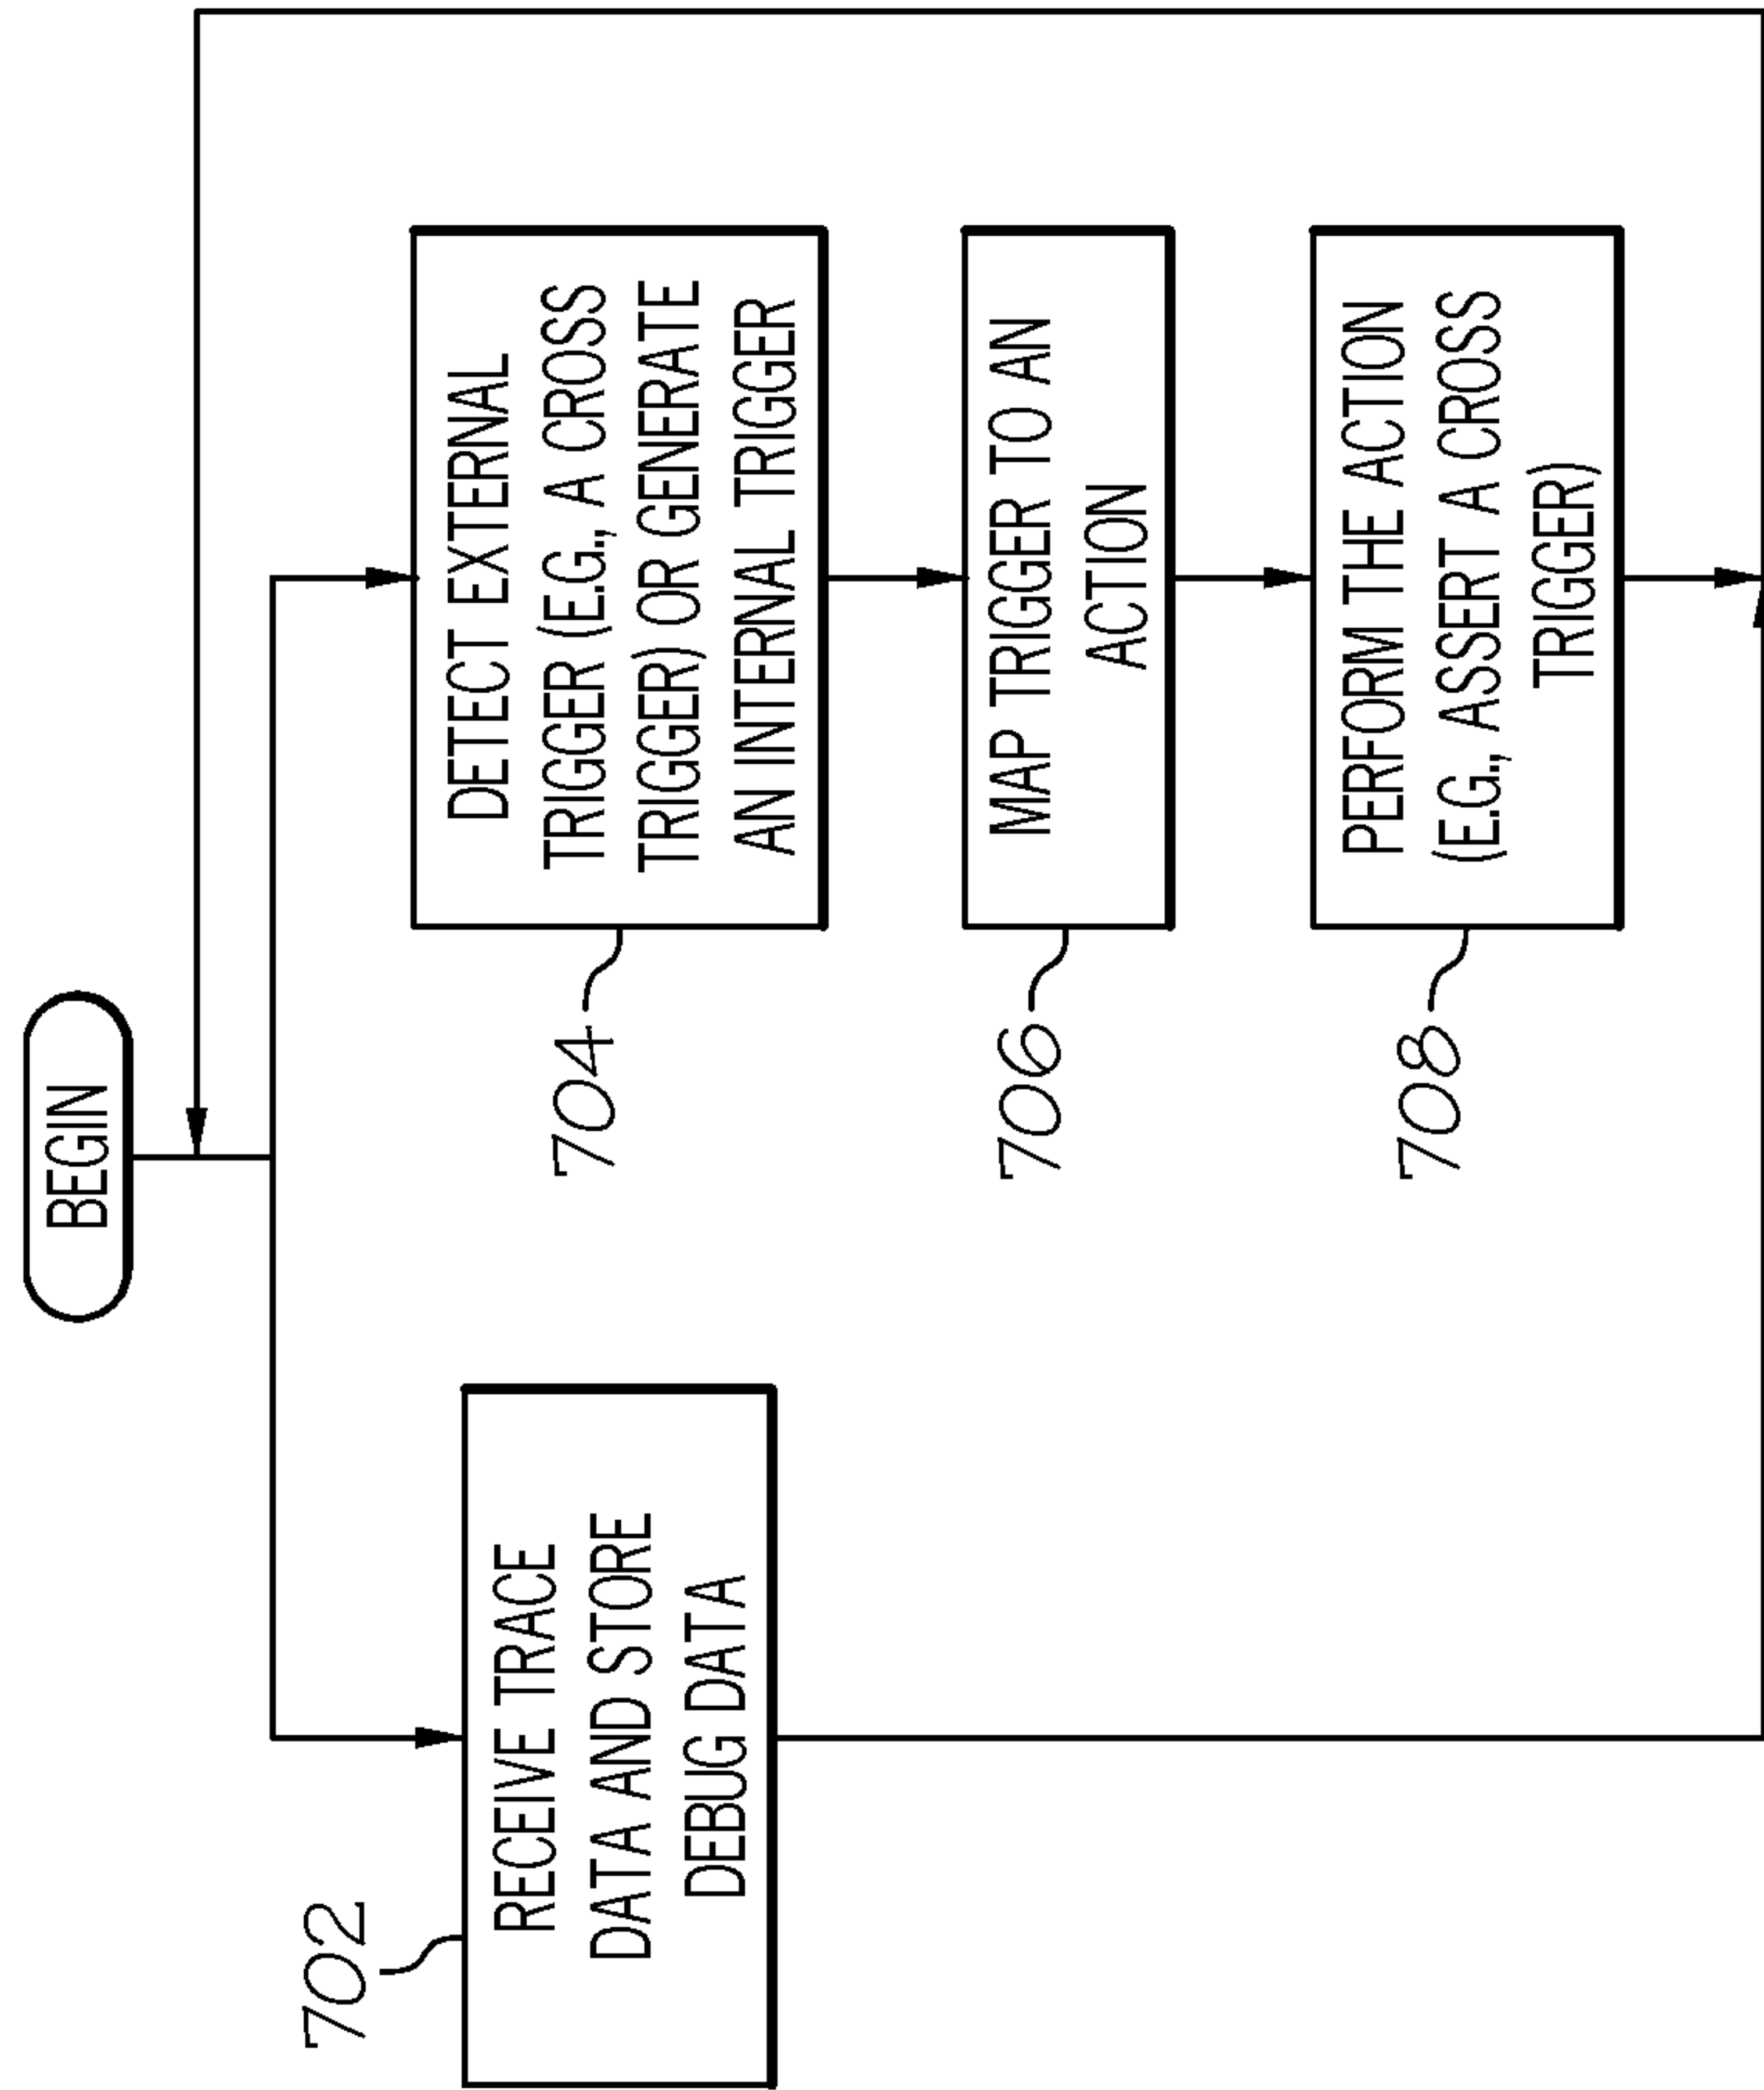 BEGIN
702
RECEIVE TRACE
DATA AND STORE
DEBUG DATA
704
DETECT EXTERNAL
TRIGGER (E.G., A CROSS
TRIGGER) OR GENERATE
AN INTERNAL TRIGGER
706
MAP TRIGGER TO AN
ACTION
708
PERFORM THE ACTION
(E.G., ASSERT A CROSS
TRIGGER)